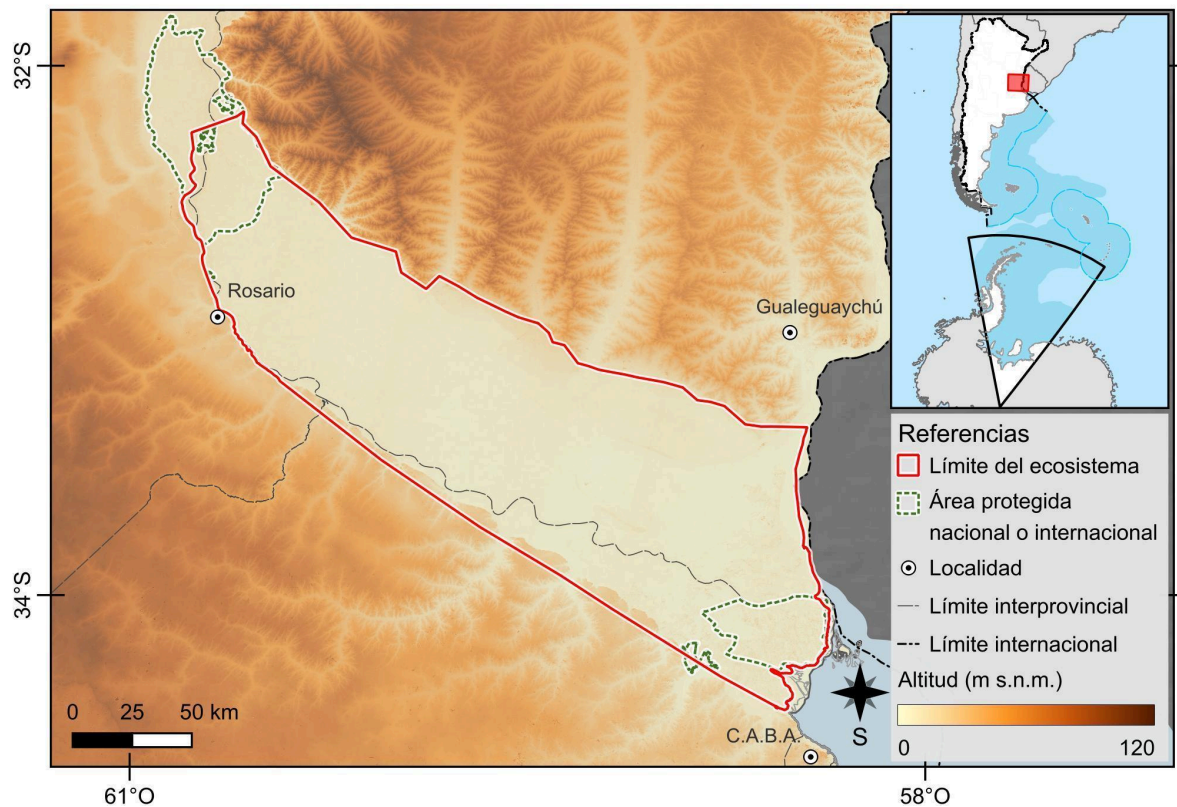 32°S
34°S
Rosario
Gualeguaychú
C.A.B.A.
0 25 50 km
S
61°O
58°O
Referencias
Límite del ecosistema
Área protegida
nacional o internacional
Localidad
Límite interprovincial
Límite internacional
Altitud (m s.n.m.)
0 120